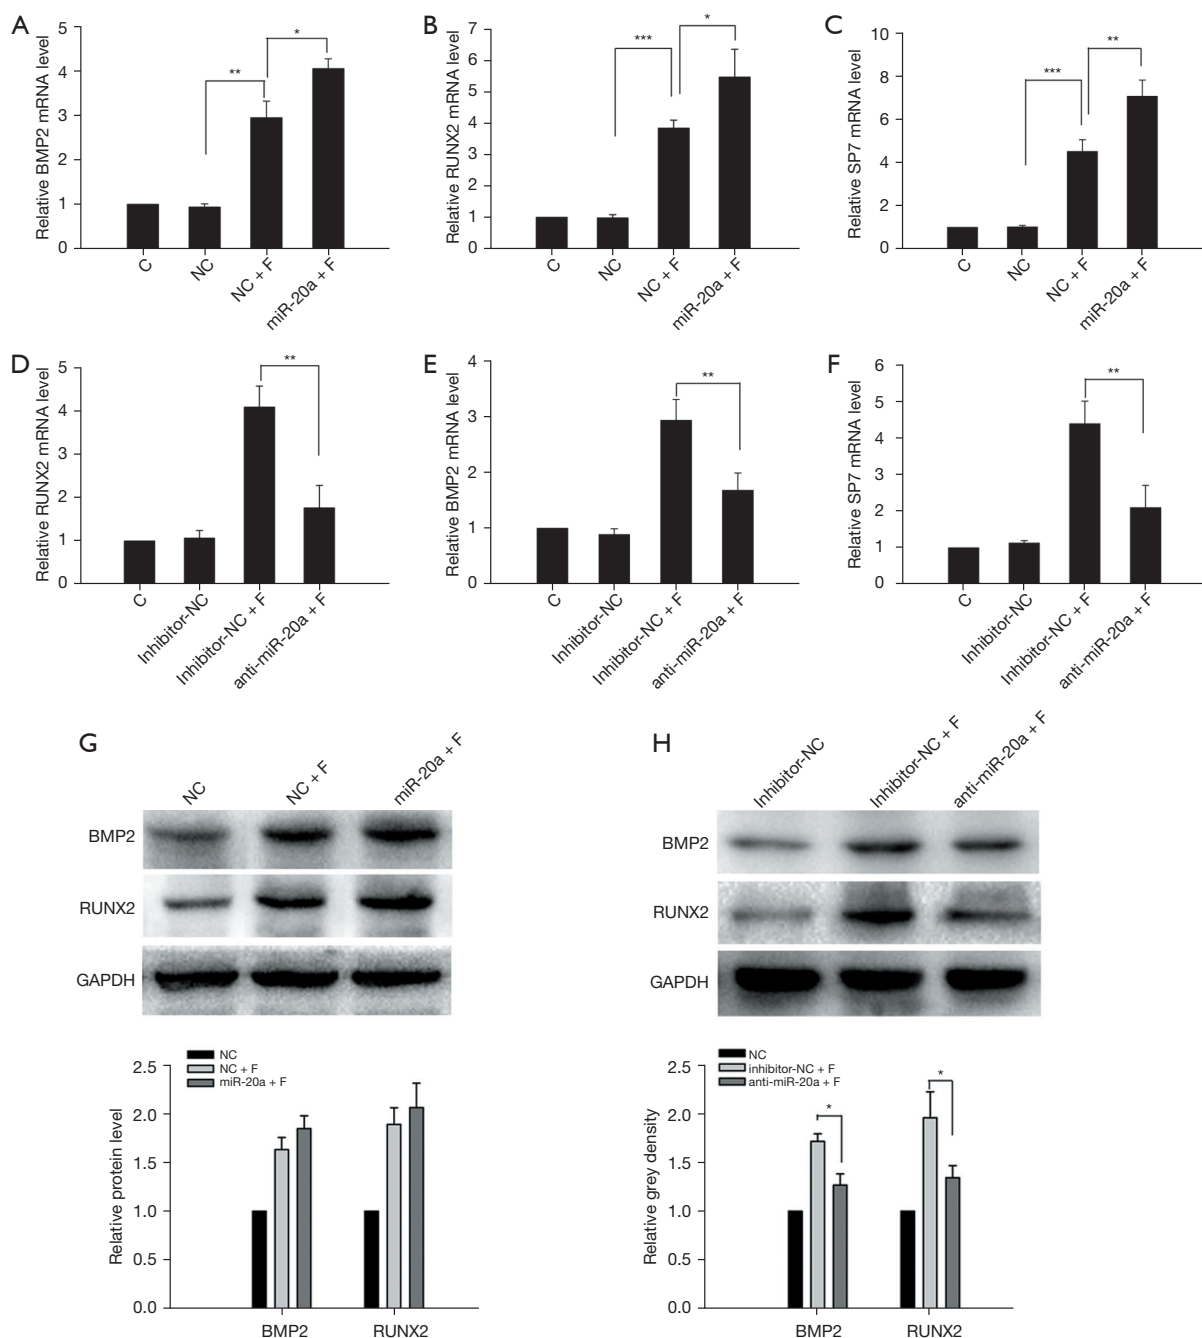 A
Relative BMP2 mRNA level
5
4
3
2
1
0
**
*
C
NC
NC + F
miR-20a + F
B
Relative RUNX2 mRNA level
7
6
5
4
3
2
1
0
***
*
C
NC
NC + F
miR-20a + F
C
Relative SP7 mRNA level
10
8
6
4
2
0
***
**
C
NC
NC + F
miR-20a + F
D
Relative RUNX2 mRNA level
5
4
3
2
1
0
**
C
Inhibitor-NC
Inhibitor-NC + F
anti-miR-20a + F
E
Relative BMP2 mRNA level
4
3
2
1
0
**
C
Inhibitor-NC
Inhibitor-NC + F
anti-miR-20a + F
F
Relative SP7 mRNA level
6
5
4
3
2
1
0
**
C
Inhibitor-NC
Inhibitor-NC + F
anti-miR-20a + F
G
NC
NC + F
miR-20a + F
BMP2
RUNX2
GAPDH
NC
NC + F
miR-20a + F
Relative protein level
2.5
2.0
1.5
1.0
0.5
0.0
BMP2
RUNX2
H
Inhibitor-NC
Inhibitor-NC + F
anti-miR-20a + F
BMP2
RUNX2
GAPDH
NC
inhibitor-NC + F
anti-miR-20a + F
Relative grey density
2.5
2.0
1.5
1.0
0.5
0.0
*
*
BMP2
RUNX2